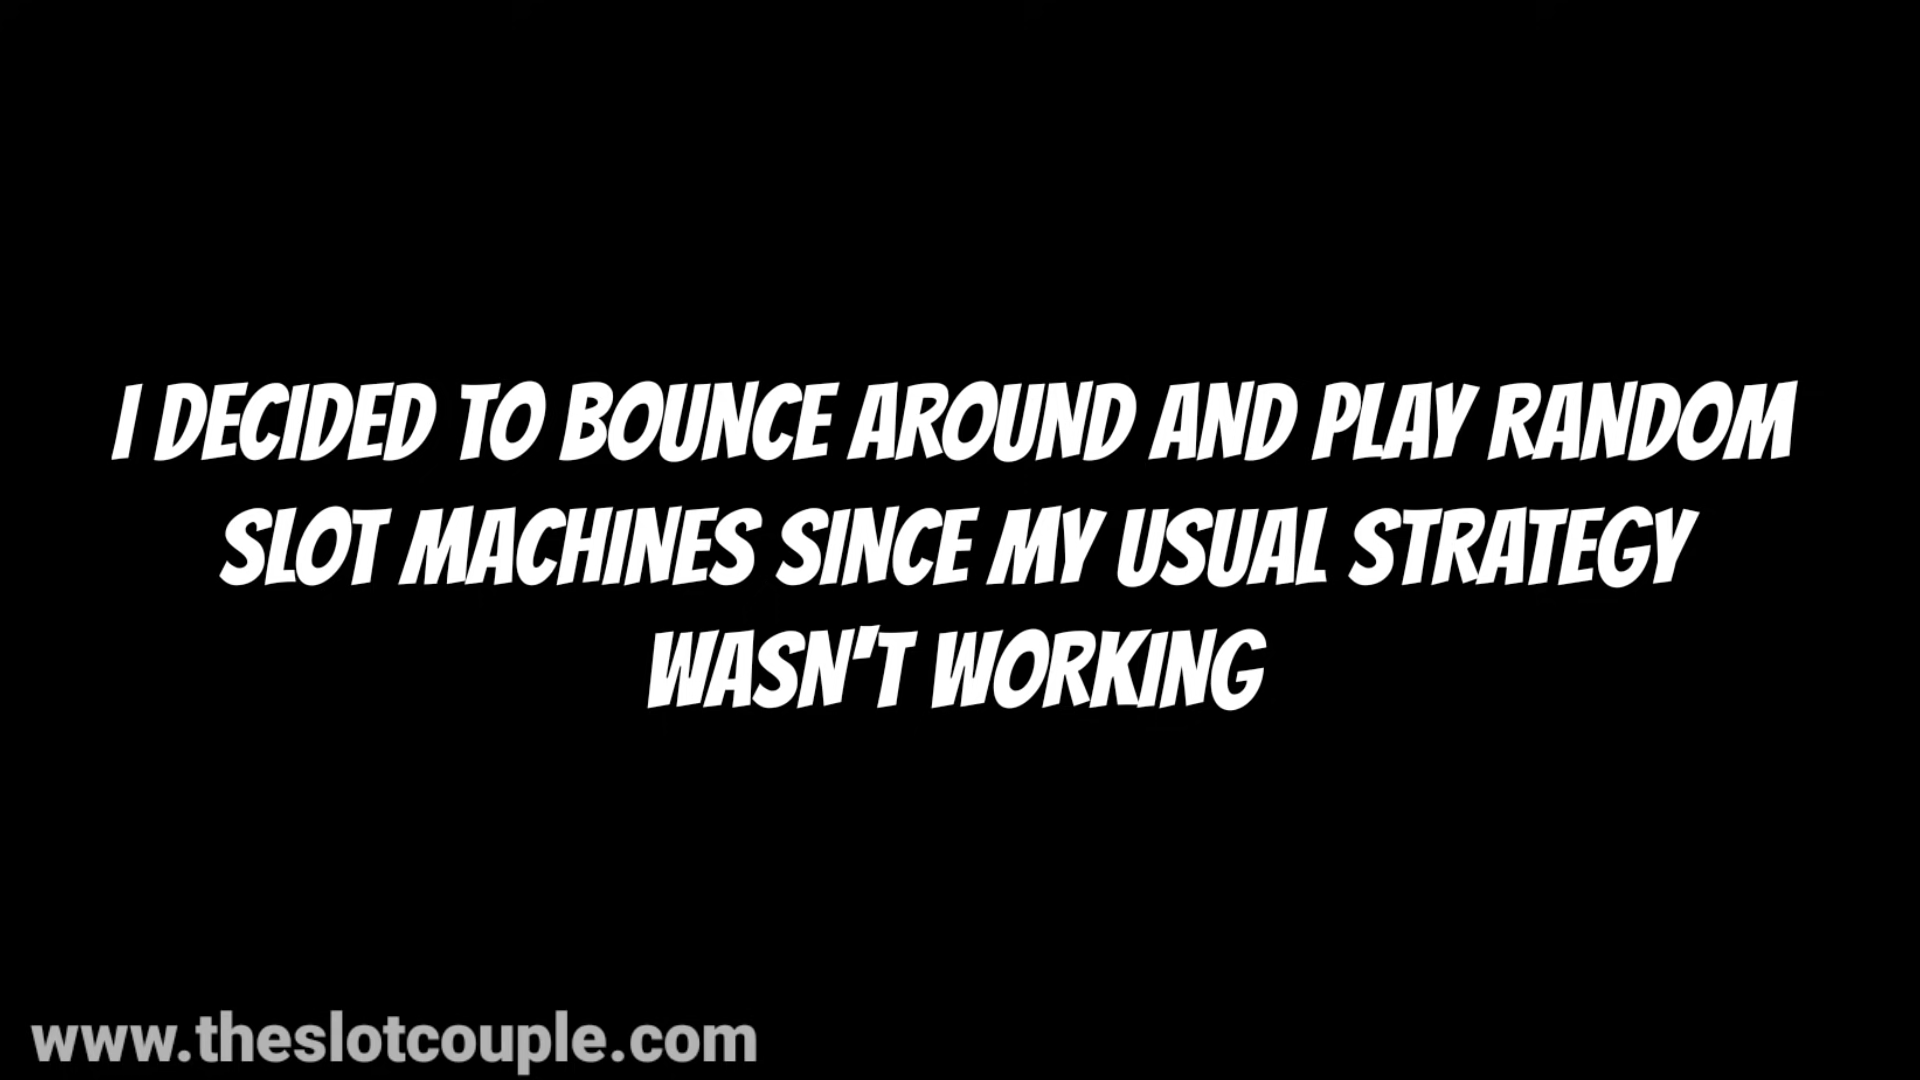 I DECIDED TO BOUNCE AROUND AND PLAY RANDOM
SLOT MACHINES SINCE MY USUAL STRATEGY
WASN'T WORKING
www.theslotcouple.com